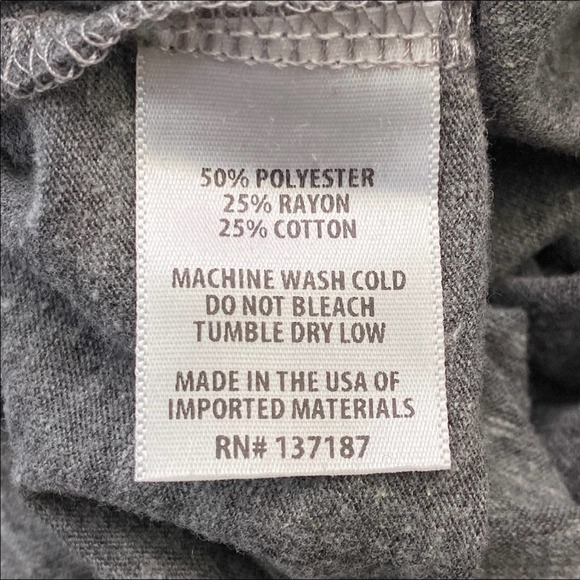 50% POLYESTER
25% RAYON
25% COTTON
MACHINE WASH COLD
DO NOT BLEACH
TUMBLE DRY LOW
MADE IN THE USA OF
IMPORTED MATERIALS
RN# 137187